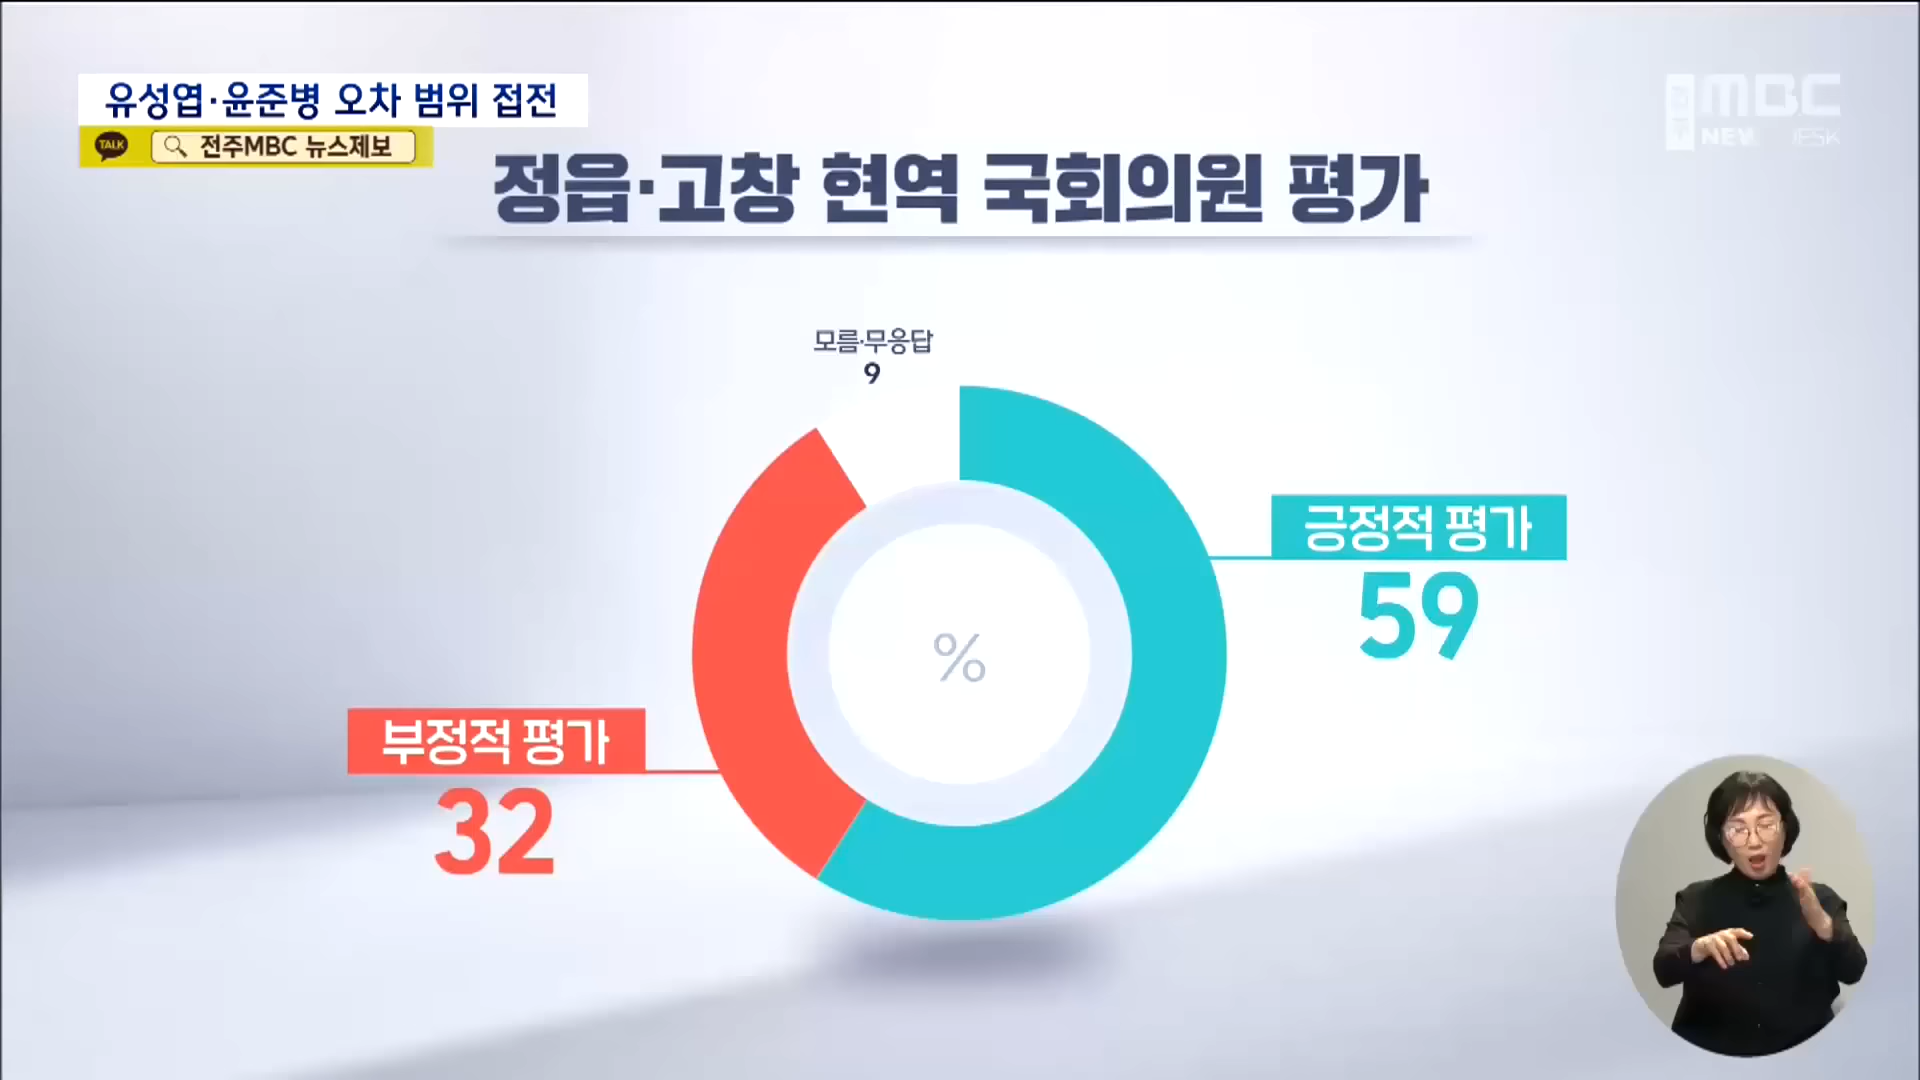 유성엽·윤준병 오차 범위 접전
TALK 전주MBC 뉴스제보
MBC
정읍·고창 현역 국회의원 평가
모름·무응답
9
긍정적 평가
59
%
부정적 평가
32